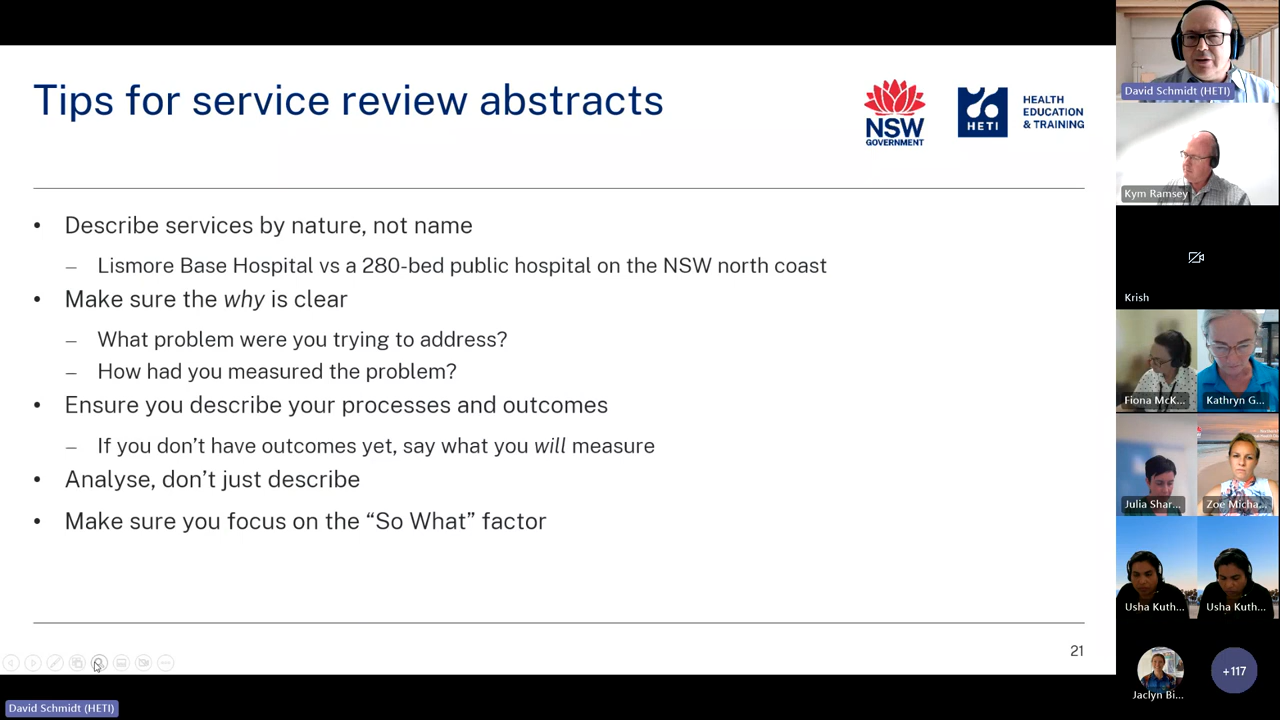 Tips for service review abstracts
NSW
GOVERNMENT
HETI
HEALTH
EDUCATION
& TRAINING
• Describe services by nature, not name
– Lismore Base Hospital vs a 280-bed public hospital on the NSW north coast
• Make sure the why is clear
– What problem were you trying to address?
– How had you measured the problem?
• Ensure you describe your processes and outcomes
– If you don’t have outcomes yet, say what you will measure
• Analyse, don’t just describe
• Make sure you focus on the “So What” factor
21
David Schmidt (HETI)
David Schmidt (HETI)
Kym Ramsey
Krish
Fiona McK...
Kathryn G...
Julia Shar...
Zoe Micha...
Usha Kuth...
Usha Kuth...
Jaclyn Bi...
+117